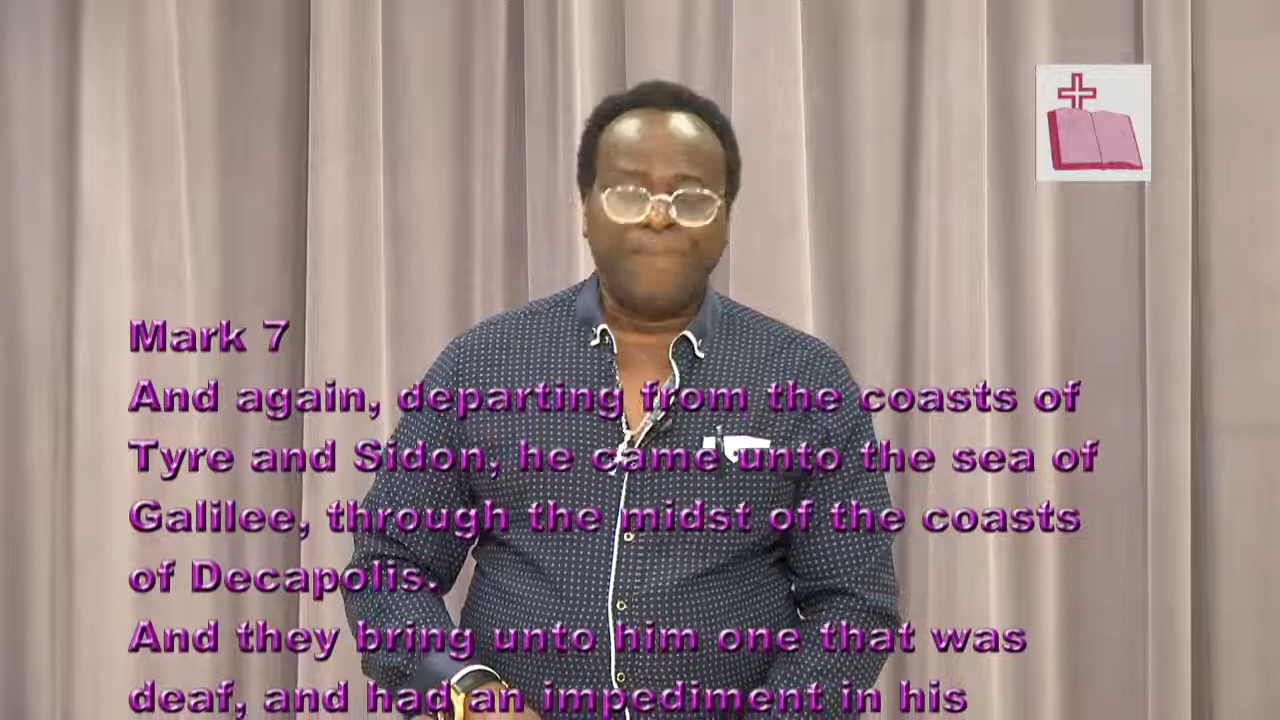 Mark 7
And again, departing from the coasts of
Tyre and Sidon, he came unto the sea of
Galilee, through the midst of the coasts
of Decapolis.
And they bring unto him one that was
deaf, and had an impediment in his